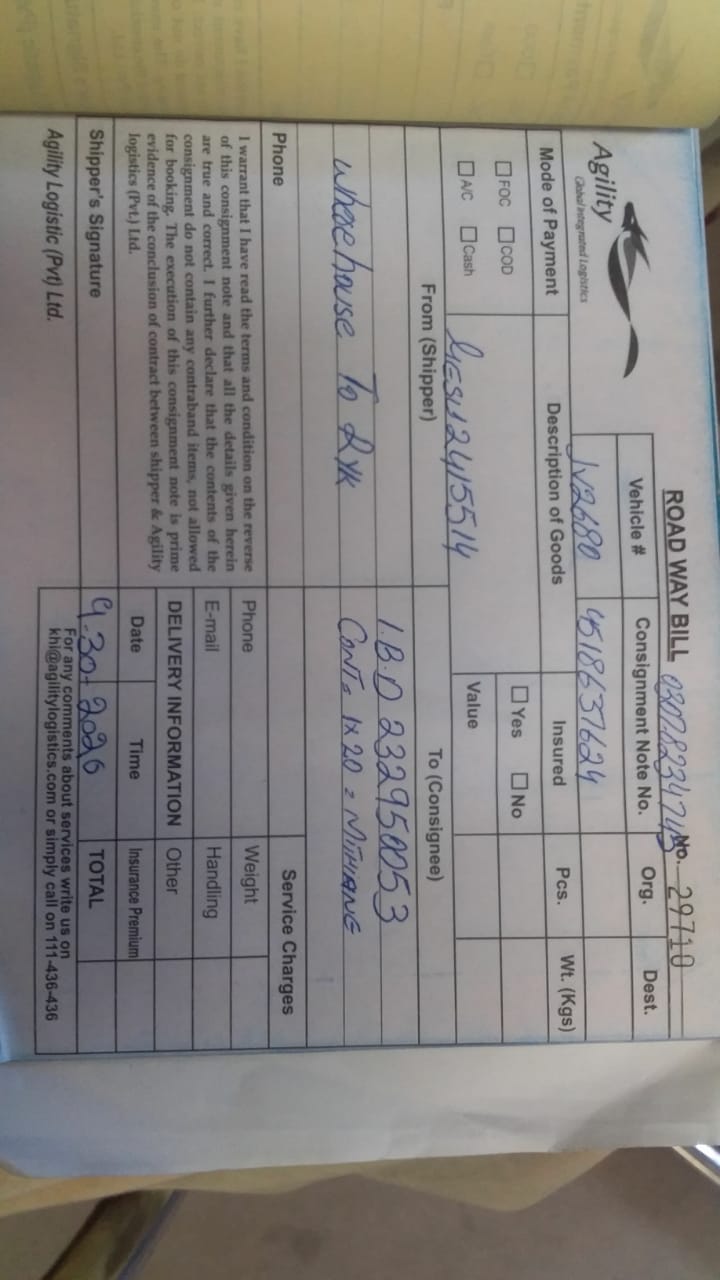 ROAD WAY BILL 0307-8234745 No. 29710
Agility
Global Integrated Logistics
Vehicle # Consignment Note No. Org. Dest.
JV2680 4518637624
Mode of Payment Description of Goods Insured Pcs. Wt. (Kgs)
FOC COD Yes No
A/C Cash GESU2415514 Value
From (Shipper) To (Consignee)
I.B.D 232950053
whesehouse To RYK CONT= 1x20 = MITHIANE
Phone Service Charges
I warrant that I have read the terms and condition on the reverse
of this consignment note and that all the details given herein
are true and correct. I further declare that the contents of the
consignment do not contain any contraband items, not allowed
for booking. The execution of this consignment note is prime
evidence of the conclusion of contract between shipper & Agility
logistics (Pvt.) Ltd.
Phone Weight
E-mail Handling
DELIVERY INFORMATION Other
Date Time Insurance Premium
Shipper's Signature 9-30-2020 TOTAL
Agility Logistic (Pvt) Ltd.
For any comments about services write us on
khi@agilitylogistics.com or simply call on 111-436-436